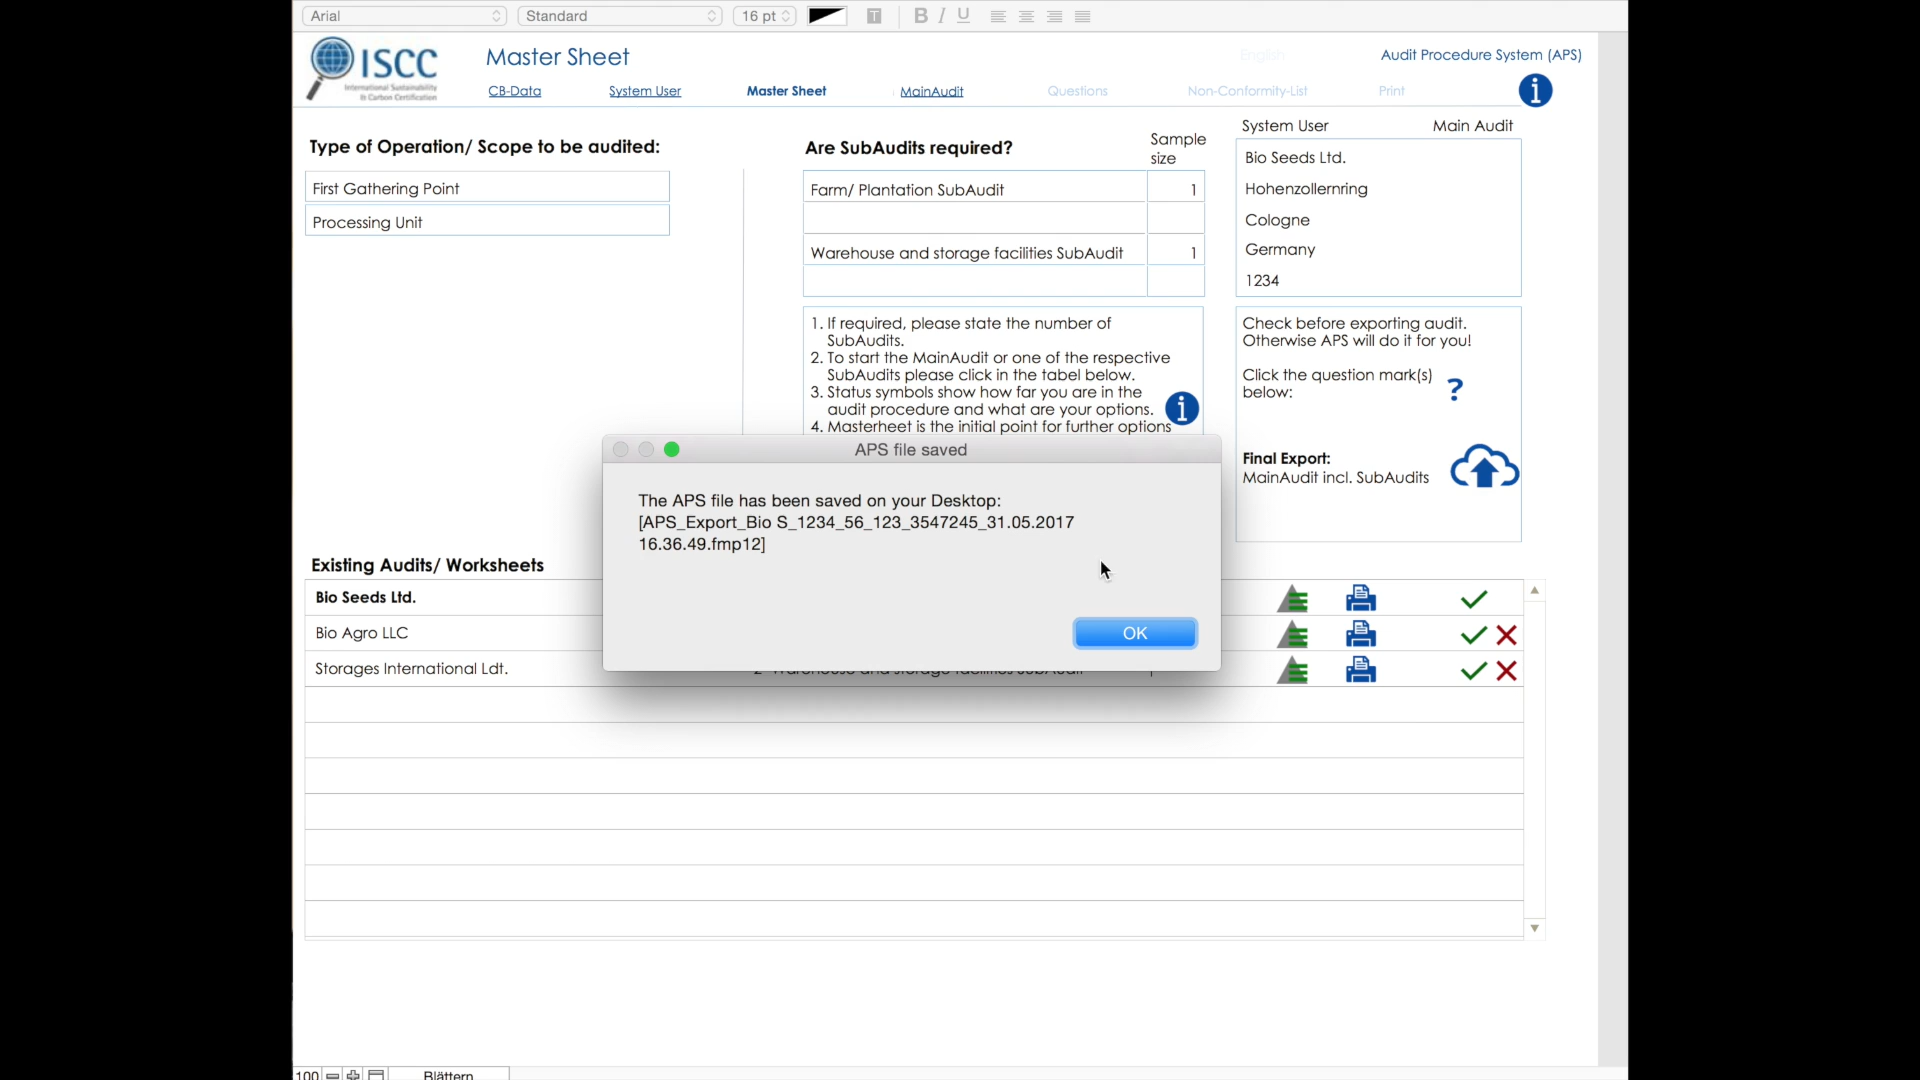 Arial Standard 16 pt T B I U
ISCC
International Sustainability
& Carbon Certification
Master Sheet
English
Audit Procedure System (APS)
CB-Data System User Master Sheet MainAudit Questions Non-Conformity-List Print
i
Type of Operation/ Scope to be audited:
First Gathering Point
Processing Unit
Are SubAudits required?
Sample
size
Farm/ Plantation SubAudit 1
Warehouse and storage facilities SubAudit 1
System User Main Audit
Bio Seeds Ltd.
Hohenzollernring
Cologne
Germany
1234
1. If required, please state the number of
SubAudits.
2. To start the MainAudit or one of the respective
SubAudits please click in the tabel below.
3. Status symbols show how far you are in the
audit procedure and what are your options.
4. Masterheet is the initial point for further options
i
Check before exporting audit.
Otherwise APS will do it for you!
Click the question mark(s)
below:
?
Final Export:
MainAudit incl. SubAudits
APS file saved
The APS file has been saved on your Desktop:
[APS_Export_Bio S_1234_56_123_3547245_31.05.2017
16.36.49.fmp12]
OK
Existing Audits/ Worksheets
Bio Seeds Ltd.
Bio Agro LLC
Storages International Ldt. 2 Warehouse and storage facilities SubAudit
100 Blättern